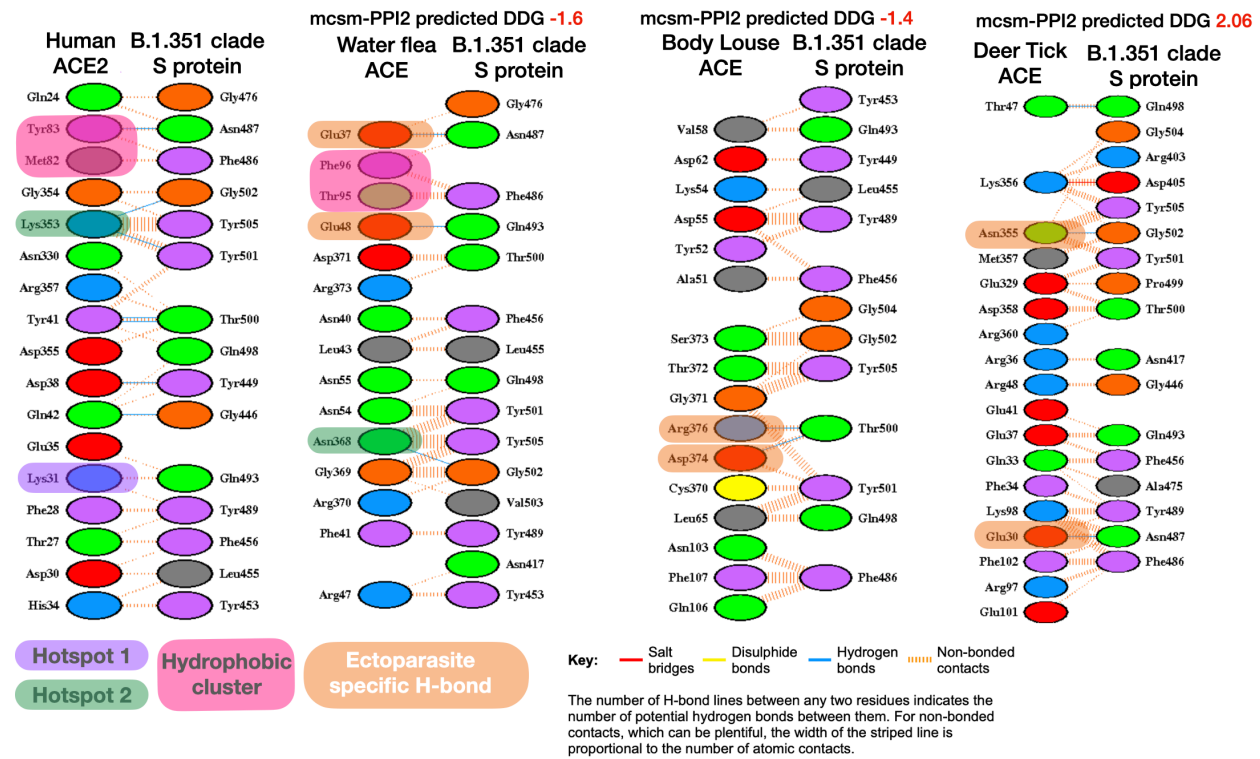 Human
ACE2
B.1.351 clade
S protein
Gln24
Tyr83
Met82
Gly354
Lys353
Asn330
Arg357
Tyr41
Asp355
Asp38
Gln42
Glu35
Lys31
Phe28
Thr27
Asp30
His34
Gly476
Asn487
Phe486
Gly502
Tyr505
Tyr501
Thr500
Gln498
Tyr449
Gly446
Gln493
Tyr489
Phe456
Leu455
Tyr453
mcsm-PPI2 predicted DDG -1.6
Water flea
ACE
B.1.351 clade
S protein
Glu37
Phe96
Thr95
Glu48
Asp371
Arg373
Asn40
Leu43
Asn55
Asn54
Asn368
Gly369
Arg370
Phe41
Arg47
Gly476
Asn487
Phe486
Gln493
Thr500
Phe456
Leu455
Gln498
Tyr501
Tyr505
Gly502
Val503
Tyr489
Asn417
Tyr453
mcsm-PPI2 predicted DDG -1.4
Body Louse
ACE
B.1.351 clade
S protein
Val58
Asp62
Lys54
Asp55
Tyr52
Ala51
Ser373
Thr372
Gly371
Arg376
Asp374
Cys370
Leu65
Asn103
Phe107
Gln106
Tyr453
Gln493
Tyr449
Leu455
Tyr489
Phe456
Gly504
Gly502
Tyr505
Thr500
Tyr501
Gln498
Phe486
mcsm-PPI2 predicted DDG 2.06
Deer Tick
ACE
B.1.351 clade
S protein
Thr47
Lys356
Asn355
Met357
Glu329
Asp358
Arg360
Arg36
Arg48
Glu41
Glu37
Gln33
Phe34
Lys98
Glu30
Phe102
Arg97
Glu101
Gln498
Gly504
Arg403
Asp405
Tyr505
Gly502
Tyr501
Pro499
Thr500
Asn417
Gly446
Gln493
Phe456
Ala475
Tyr489
Asn487
Phe486
Hotspot 1
Hotspot 2
Hydrophobic
cluster
Ectoparasite
specific H-bond
Key:
Salt
bridges
Disulphide
bonds
Hydrogen
bonds
Non-bonded
contacts
The number of H-bond lines between any two residues indicates the
number of potential hydrogen bonds between them. For non-bonded
contacts, which can be plentiful, the width of the striped line is
proportional to the number of atomic contacts.